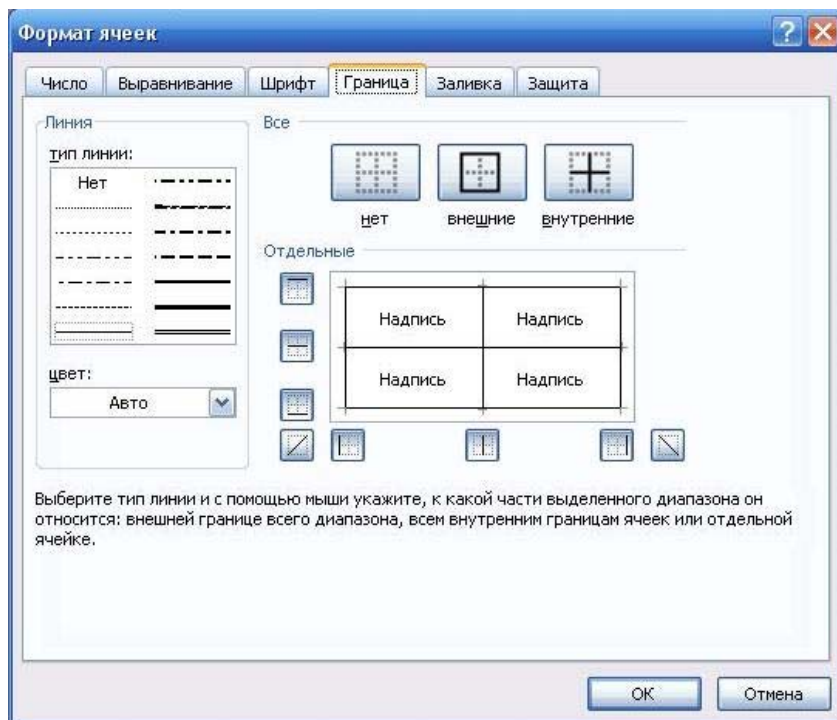 Формат ячеек
Число Выравнивание Шрифт Граница Заливка Защита
Линия
тип линии:
Нет
цвет:
Авто
Все
нет внешние внутренние
Отдельные
Надпись Надпись
Надпись Надпись
Выберите тип линии и с помощью мыши укажите, к какой части выделенного диапазона он
относится: внешней границе всего диапазона, всем внутренним границам ячеек или отдельной
ячейке.
ОК Отмена